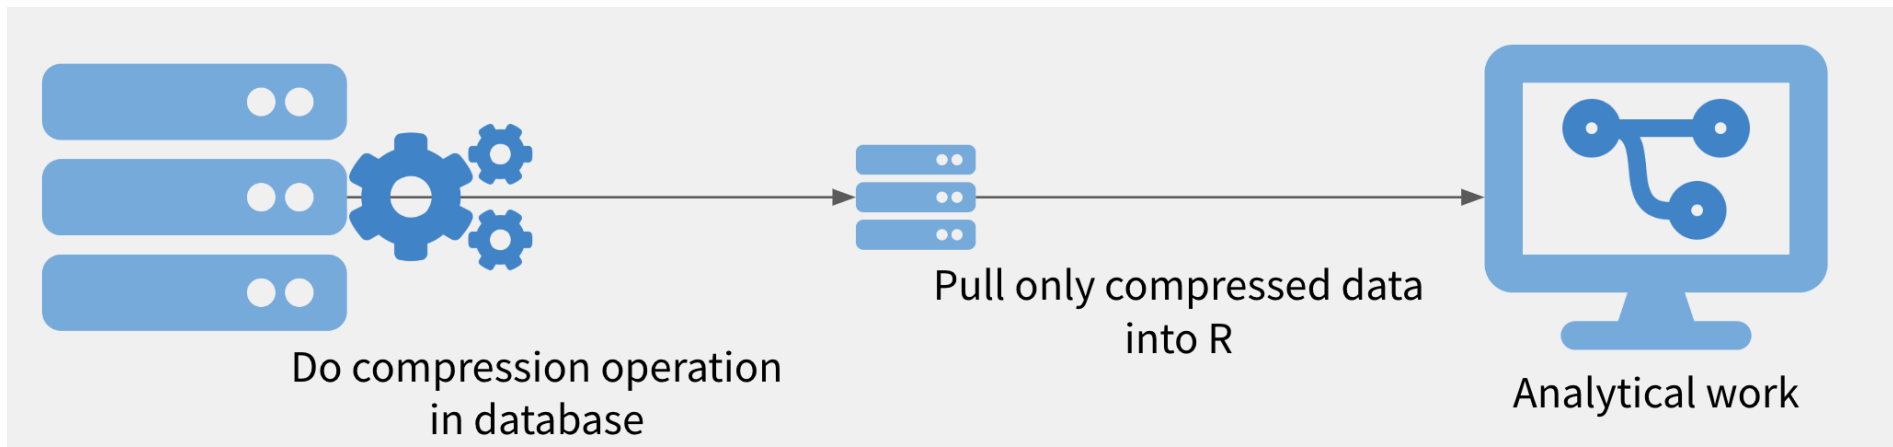 Do compression operation
in database
Pull only compressed data
into R
Analytical work